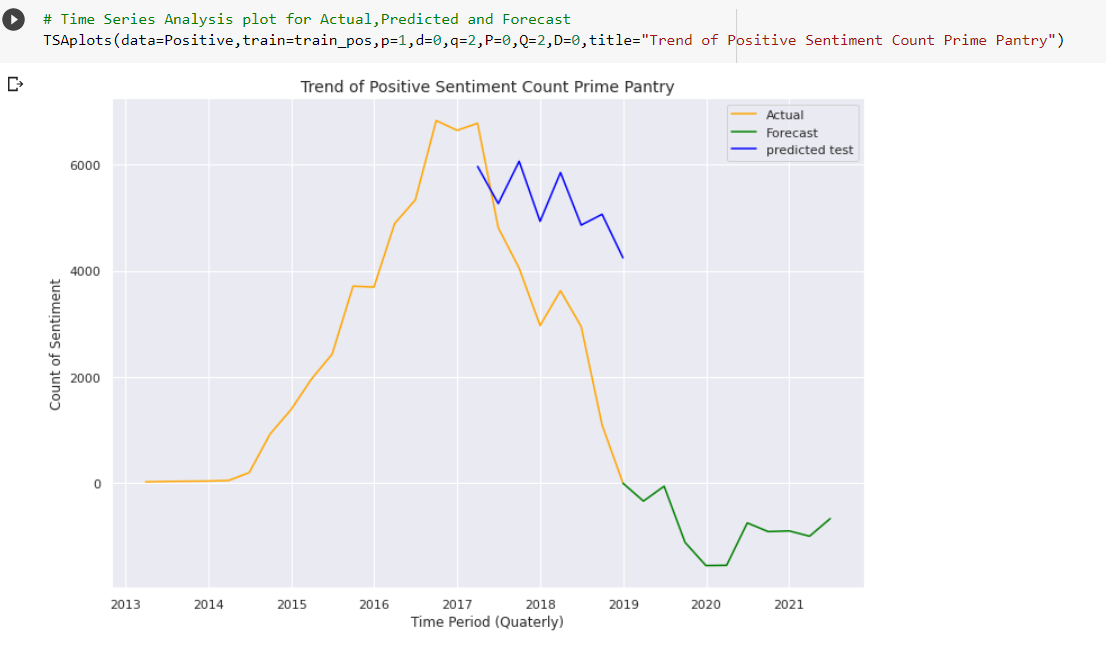 # Time Series Analysis plot for Actual,Predicted and Forecast
TSAplots(data=Positive,train=train_pos,p=1,d=0,q=2,P=0,Q=2,D=0,title="Trend of Positive Sentiment Count Prime Pantry")
Trend of Positive Sentiment Count Prime Pantry
Actual
Forecast
predicted test
6000
4000
2000
0
Count of Sentiment
2013 2014 2015 2016 2017 2018 2019 2020 2021
Time Period (Quaterly)